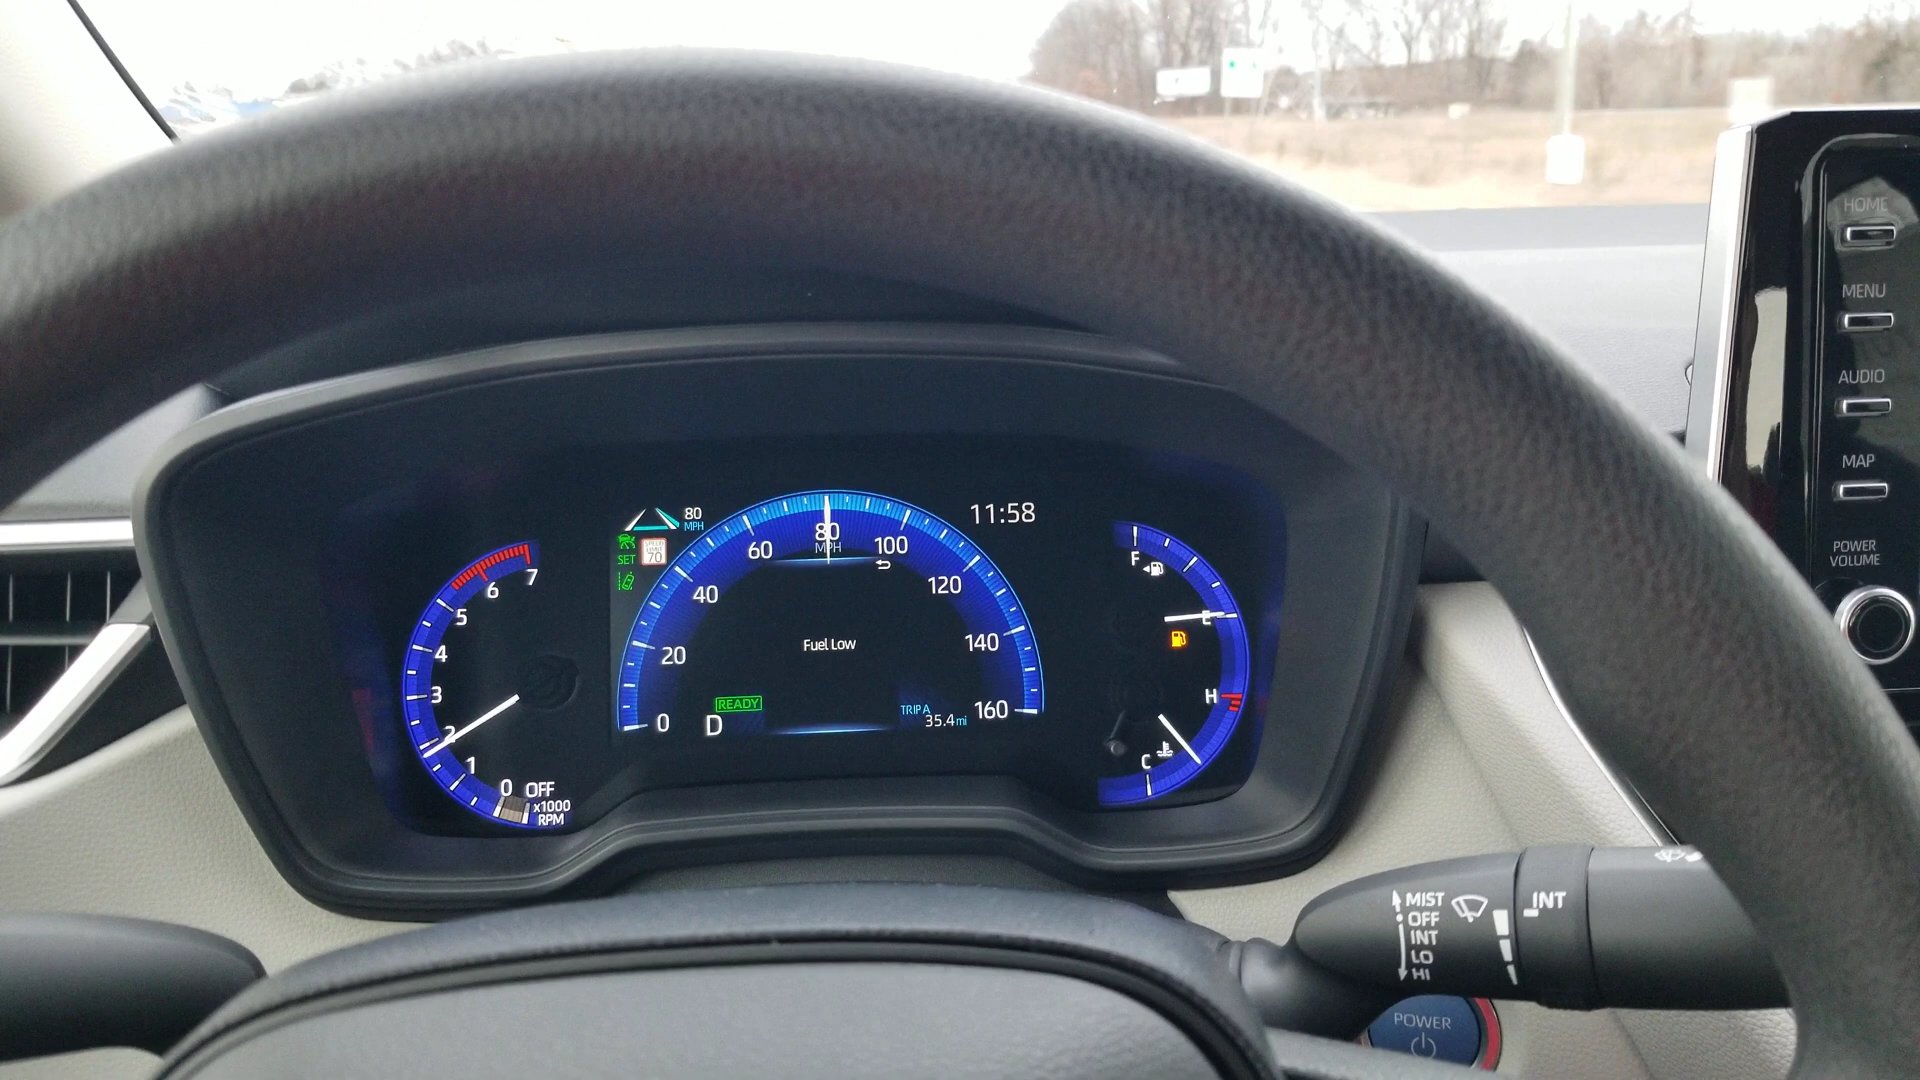 80
MPH
SET
SPEED
LIMIT
70
11:58
0
20
40
60
80
MPH
100
120
140
160
Fuel Low
READY
D
TRIP A
35.4 mi
7
6
5
4
3
2
1
0 OFF
x1000
RPM
F
E
H
C
HOME
MENU
AUDIO
MAP
POWER
VOLUME
MIST
OFF
INT
LO
HI
INT
POWER